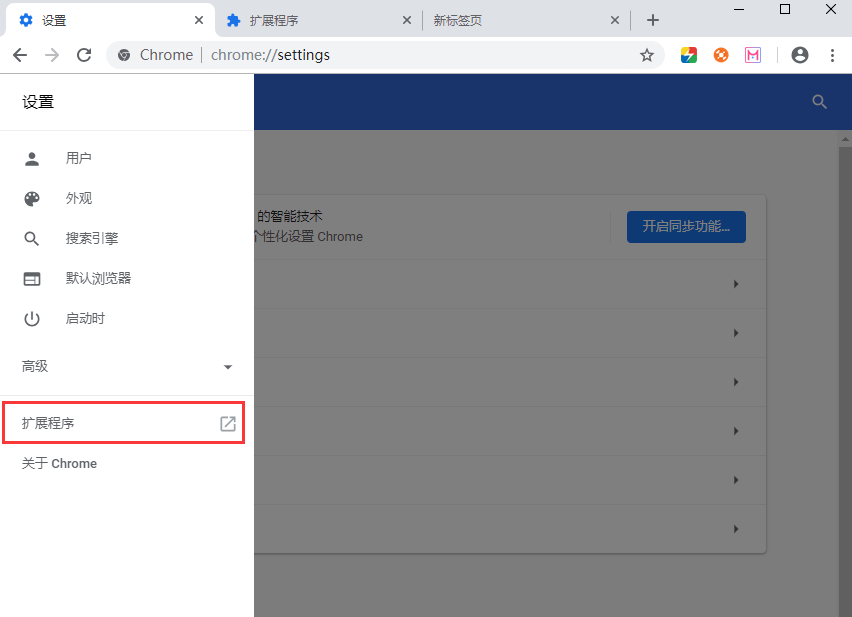 设置
扩展程序
新标签页
Chrome
chrome://settings
设置
用户
外观
搜索引擎
默认浏览器
启动时
高级
扩展程序
关于 Chrome
的智能技术
个性化设置 Chrome
开启同步功能...